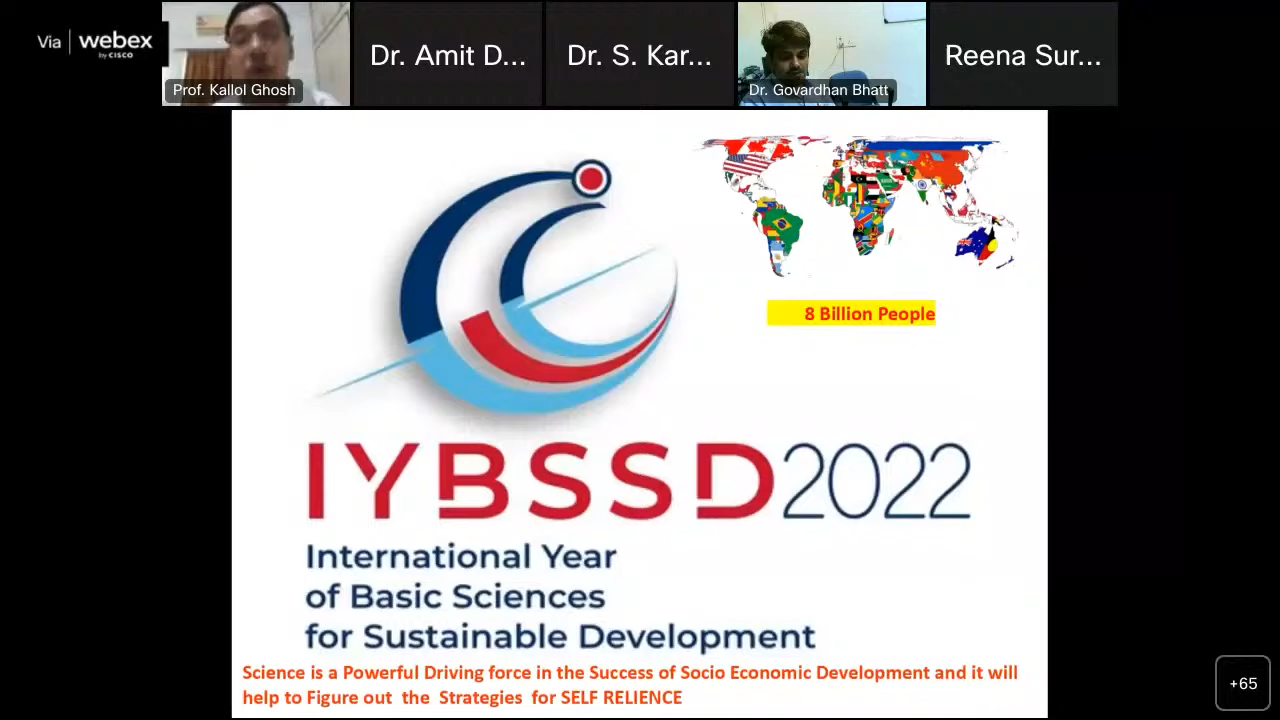 Via webex
by CISCO
Prof. Kallol Ghosh
Dr. Amit D...
Dr. S. Kar...
Dr. Govardhan Bhatt
Reena Sur...
8 Billion People
IYBSSD2022
International Year
of Basic Sciences
for Sustainable Development
Science is a Powerful Driving force in the Success of Socio Economic Development and it will
help to Figure out the Strategies for SELF RELIENCE
+65